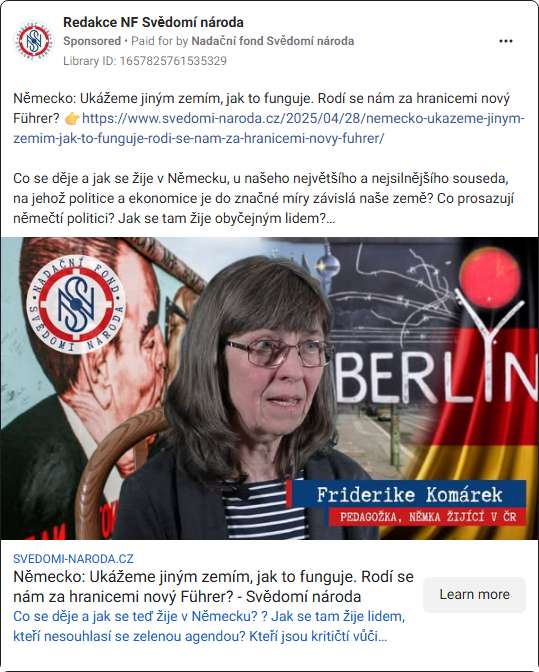 Redakce NF Svědomí národa
Sponsored • Paid for by Nadační fond Svědomí národa
Library ID: 1657825761535329
Německo: Ukážeme jiným zemím, jak to funguje. Rodí se nám za hranicemi nový
Führer? 👉https://www.svedomi-naroda.cz/2025/04/28/nemecko-ukazeme-jinym-
zemim-jak-to-funguje-rodi-se-nam-za-hranicemi-novy-fuhrer/
Co se děje a jak se žije v Německu, u našeho největšího a nejsilnějšího souseda,
na jehož politice a ekonomice je do značné míry závislá naše země? Co prosazují
němečtí politici? Jak se tam žije obyčejným lidem?…
NADAČNÍ FOND
NS
SVĚDOMÍ NÁRODA
BERLYN
Friderike Komárek
PEDAGOŽKA, NĚMKA ŽIJÍCÍ V ČR
SVEDOMI-NARODA.CZ
Německo: Ukážeme jiným zemím, jak to funguje. Rodí se
nám za hranicemi nový Führer? - Svědomí národa
Learn more
Co se děje a jak se teď žije v Německu? ? Jak se tam žije lidem,
kteří nesouhlasí se zelenou agendou? Kteří jsou kritičtí vůči…